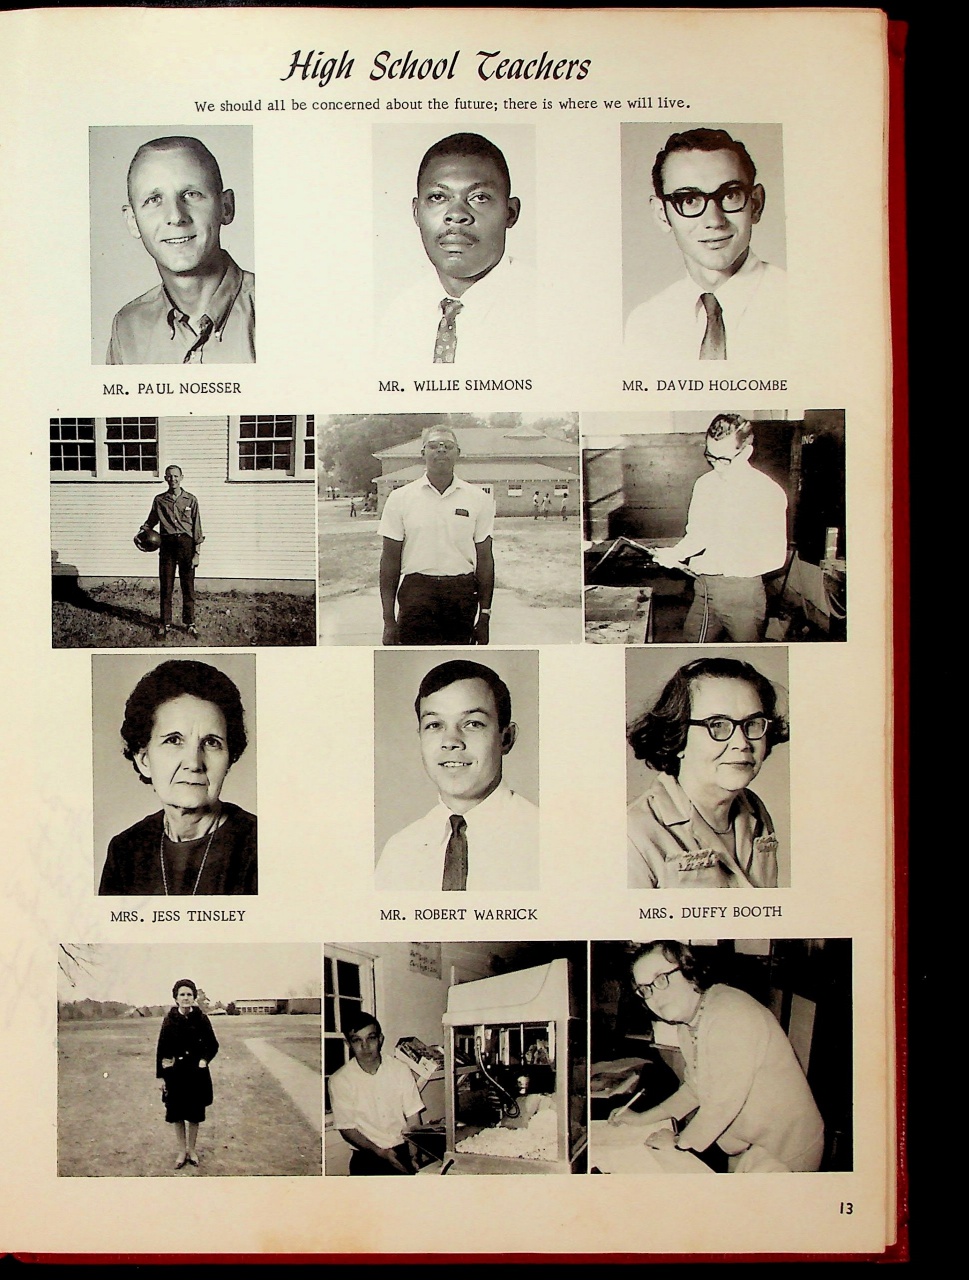 High School Teachers
We should all be concerned about the future; there is where we will live.
MR. PAUL NOESSER
MR. WILLIE SIMMONS
MR. DAVID HOLCOMBE
ING
MRS. JESS TINSLEY
MR. ROBERT WARRICK
MRS. DUFFY BOOTH
13